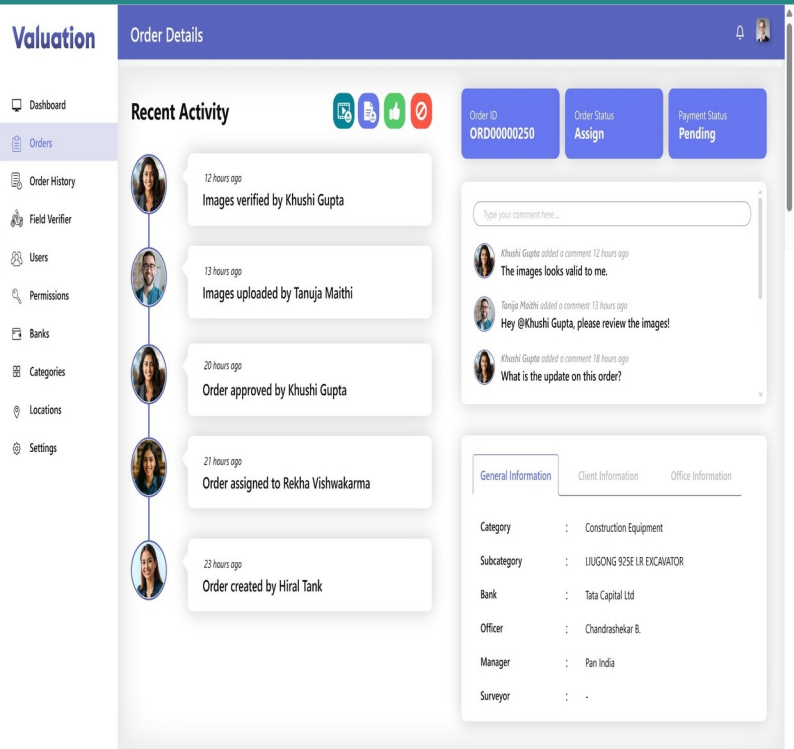 Valuation
Order Details
Dashboard
Orders
Order History
Field Verifier
Users
Permissions
Banks
Categories
Locations
Settings
Recent Activity
12 hours ago
Images verified by Khushi Gupta
13 hours ago
Images uploaded by Tanuja Maithi
20 hours ago
Order approved by Khushi Gupta
21 hours ago
Order assigned to Rekha Vishwakarma
23 hours ago
Order created by Hiral Tank
Order ID
ORD00000250
Order Status
Assign
Payment Status
Pending
Type your comment here...
Khushi Gupta added a comment 12 hours ago
The images looks valid to me.
Tanija Maithi added a comment 13 hours ago
Hey @Khushi Gupta, please review the images!
Khushi Gupta added a comment 18 hours ago
What is the update on this order?
General Information Client Information Office Information
Category : Construction Equipment
Subcategory : LIUGONG 925E LR EXCAVATOR
Bank : Tata Capital Ltd
Officer : Chandrashekar B.
Manager : Pan India
Surveyor : -